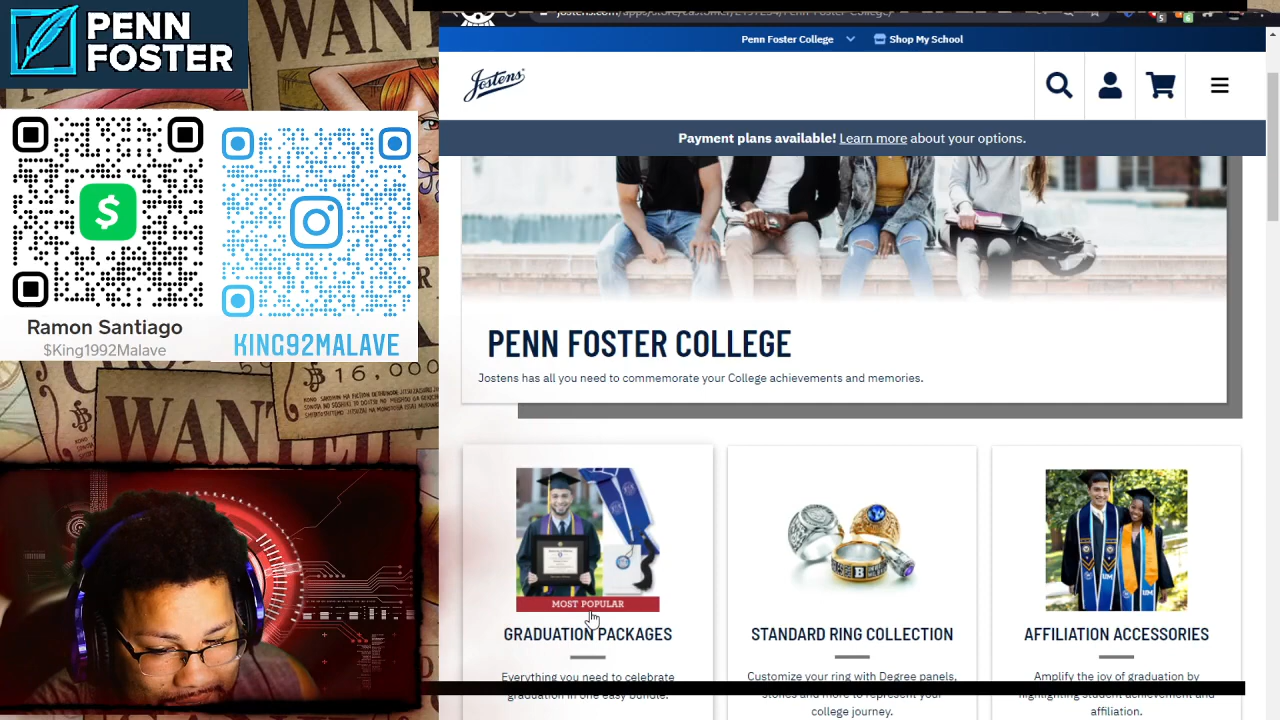 PENN
FOSTER
Ramon Santiago
$King1992Malave
KING92MALAVE
WANTED
$16,000
Penn Foster College
Shop My School
Jostens
Payment plans available! Learn more about your options.
PENN FOSTER COLLEGE
Jostens has all you need to commemorate your College achievements and memories.
MOST POPULAR
GRADUATION PACKAGES
Everything you need to celebrate
graduation in one easy bundle.
STANDARD RING COLLECTION
Customize your ring with Degree panels,
stones and more to represent your
college journey.
AFFILIATION ACCESSORIES
Amplify the joy of graduation by
highlighting student achievement and
affiliation.